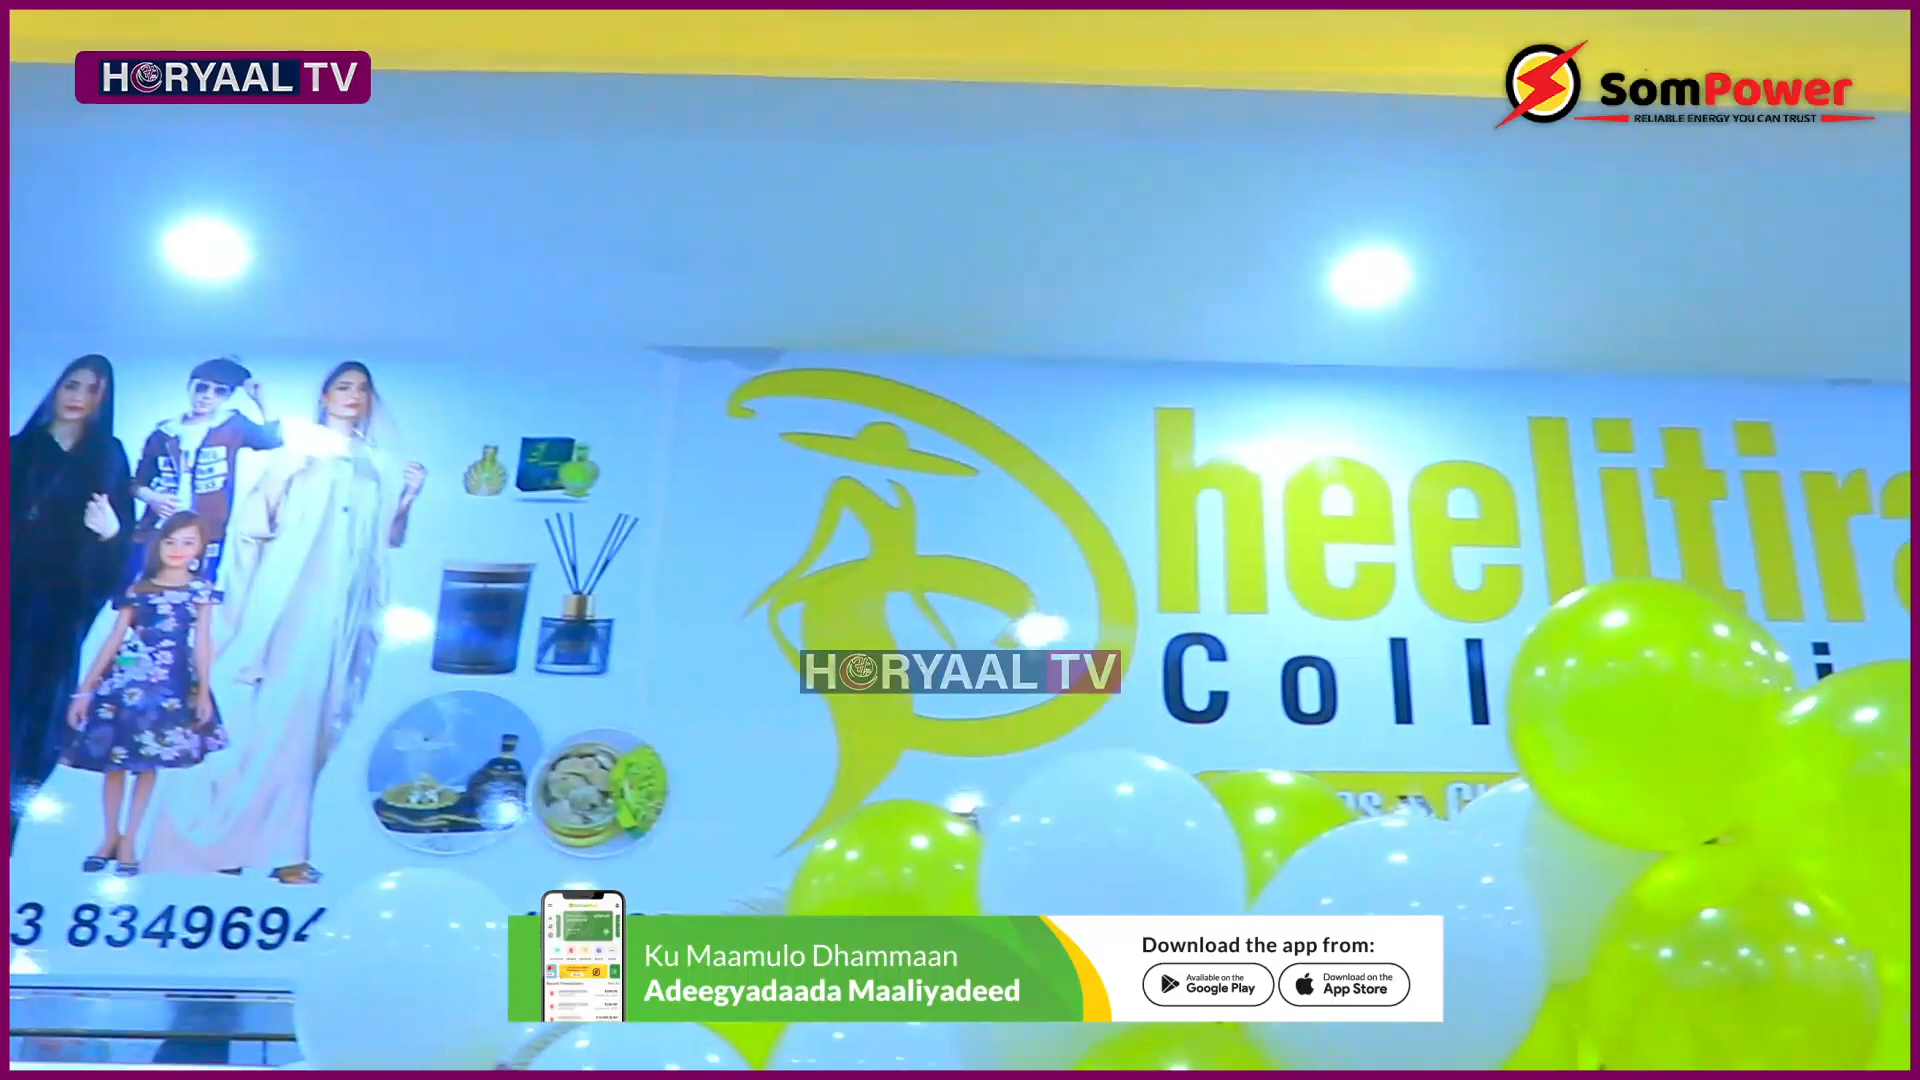 HORYAAL TV
SomPower
RELIABLE ENERGY YOU CAN TRUST
heelitira
Coll
HORYAAL TV
3 8349694
Ku Maamulo Dhammaan
Adeegyadaada Maaliyadeed
Download the app from:
Available on the
Google Play
Download on the
App Store